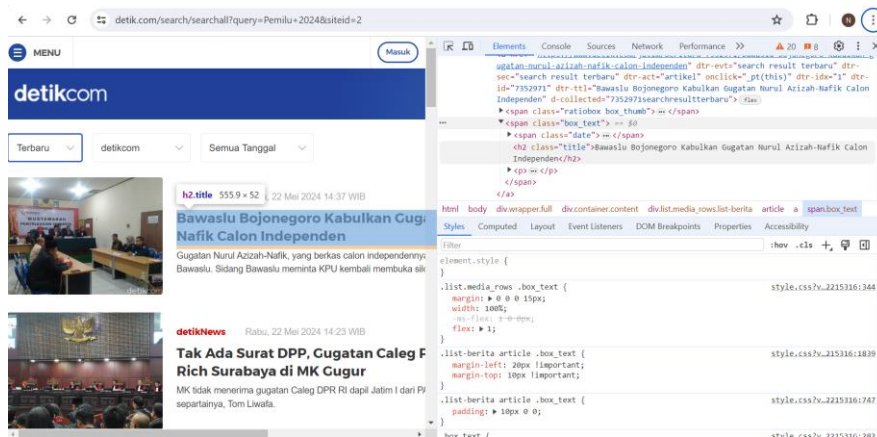 detik.com/search/searchall?query=Pemilu+2024&siteid=2
N
MENU
Masuk
detikcom
Terbaru
detikcom
Semua Tanggal
h2.title 555.9 × 52
, 22 Mei 2024 14:37 WIB
Bawaslu Bojonegoro Kabulkan Guga
Nafik Calon Independen
Gugatan Nurul Azizah-Nafik, yang berkas calon independennya
Bawaslu. Sidang Bawaslu meminta KPU kembali membuka
detikcom
detikNews Rabu, 22 Mei 2024 14:23 WIB
Tak Ada Surat DPP, Gugatan Caleg P
Rich Surabaya di MK Gugur
MK tidak menerima gugatan Caleg DPR RI dapil Jatim I dari
separtainya, Tom Liwafa.
Elements Console Sources Network Performance 20 8
ugatan-nurul-azizah-nafik-calon-independen" dtr-evt="search result terbaru" dtr-
sec="search result terbaru" dtr-act="artikel" onclick="_pt(this)" dtr-idx="1" dtr-
id="7352971" dtr-ttl="Bawaslu Bojonegoro Kabulkan Gugatan Nurul Azizah-Nafik Calon
Independen" d-collected="7352971searchresultterbaru"> flex
<span class="ratiobox box_thumb"> … </span>
<span class="box_text"> == $0
<span class="date"> … </span>
<h2 class="title">Bawaslu Bojonegoro Kabulkan Gugatan Nurul Azizah-Nafik Calon
Independen</h2>
<p> … </p>
</span>
</a>
html body div.wrapper.full div.container.content div.list.media_rows.list-berita article a span.box_text
Styles Computed Layout Event Listeners DOM Breakpoints Properties Accessibility
Filter :hov .cls
element.style {
}
.list.media_rows .box_text { style.css?v…2215316:344
margin: 0 0 0 15px;
width: 100%;
-ms-flex: 1 0 0px;
flex: 1;
}
.list-berita article .box_text { style.css?v…2215316:1839
margin-left: 20px !important;
margin-top: 10px !important;
}
.list-berita article .box_text { style.css?v…2215316:747
padding: 10px 0 0;
}
.box_text { style.css?v…2215316:282